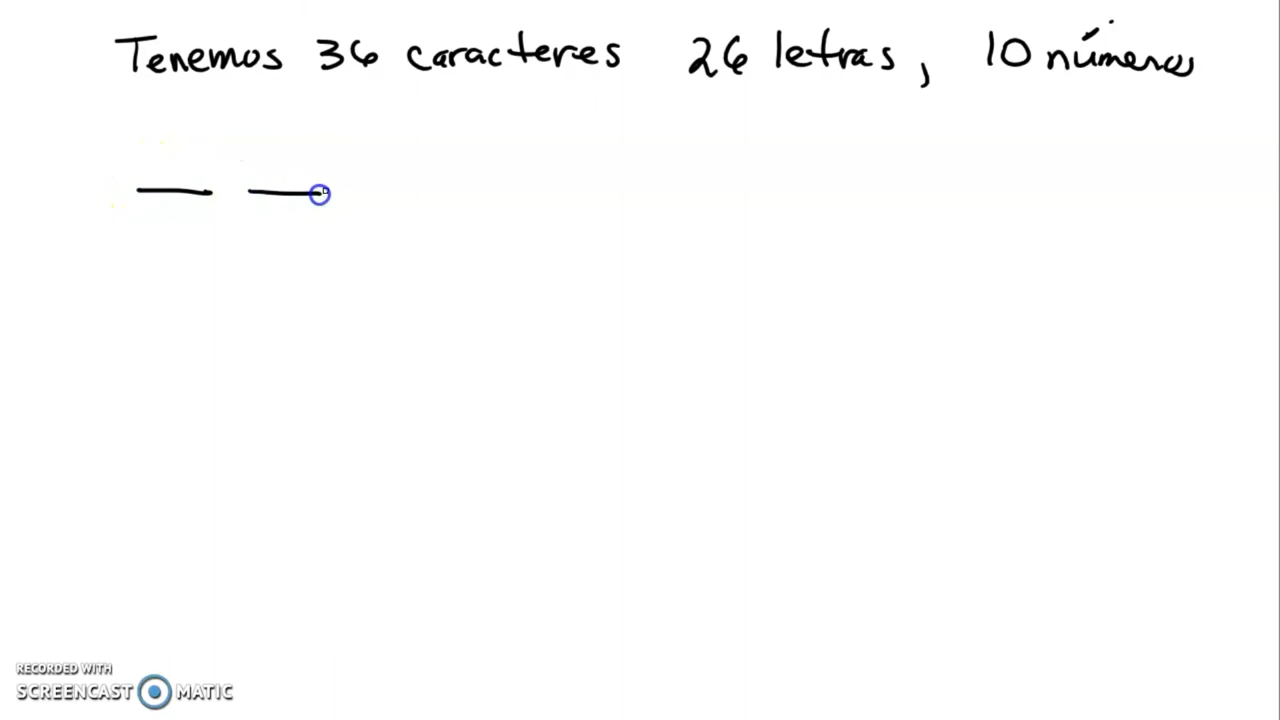 Tenemos 36 caracteres 26 letras, 10 números
RECORDED WITH
SCREENCAST MATIC